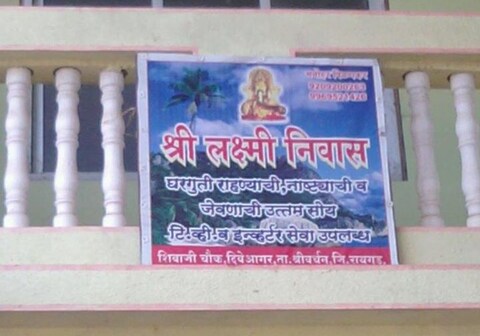 श्री लक्ष्मी निवास
घरगुती राहण्याची,नाष्ट्याची व
जेवणाची उत्तम सोय
टि.व्ही.व इन्व्हर्टर सेवा उपलब्ध
शिवाजी चौक,दिवेआगर,ता.श्रीवर्धन,जि.रायगड.